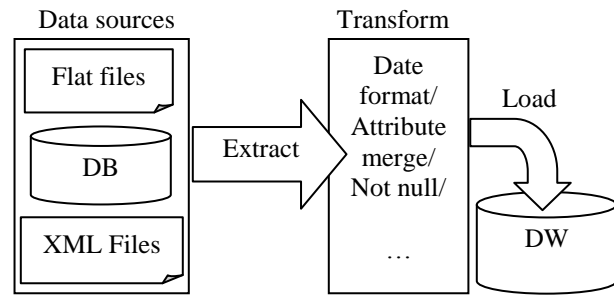 Data sources
Flat files
DB
XML Files
Extract
Transform
Date
format/
Attribute
merge/
Not null/
…
Load
DW